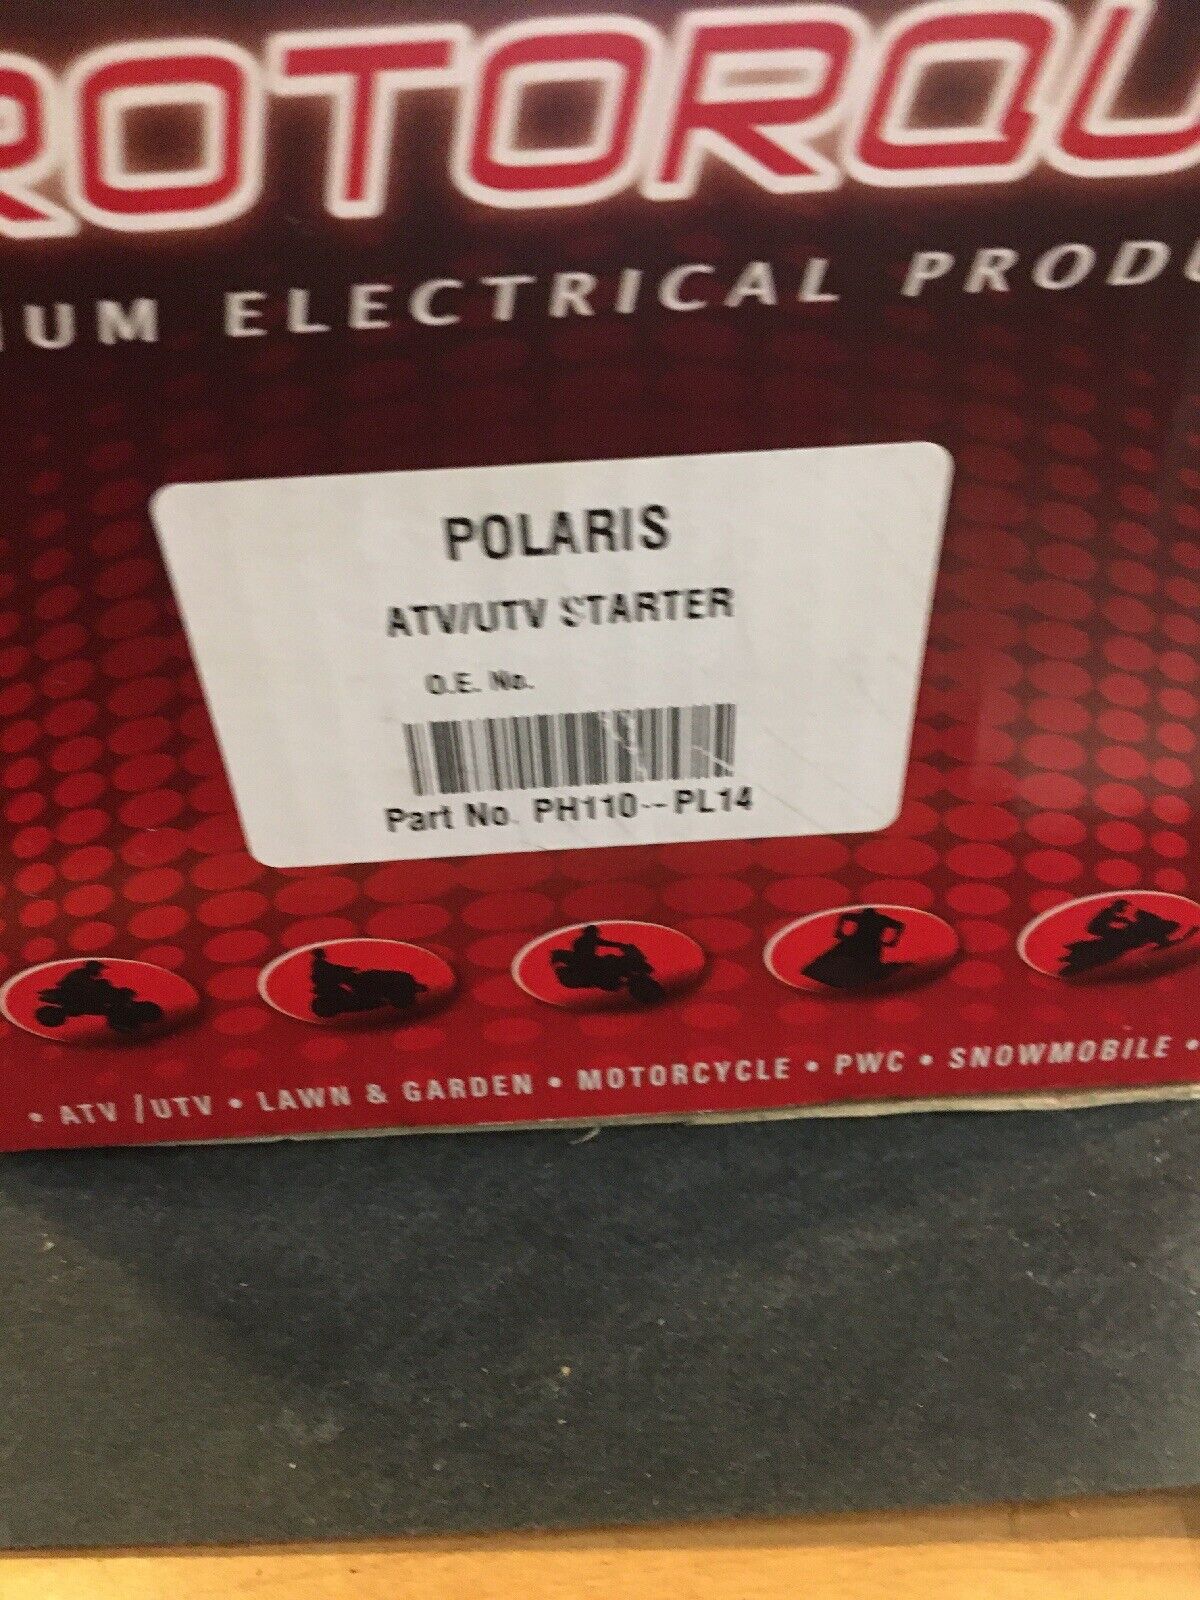 ROTORQU
IUM ELECTRICAL PRODU
POLARIS
ATV/UTV STARTER
O.E. No.
Part No. PH110--PL14
• ATV / UTV • LAWN & GARDEN • MOTORCYCLE • PWC • SNOWMOBILE •